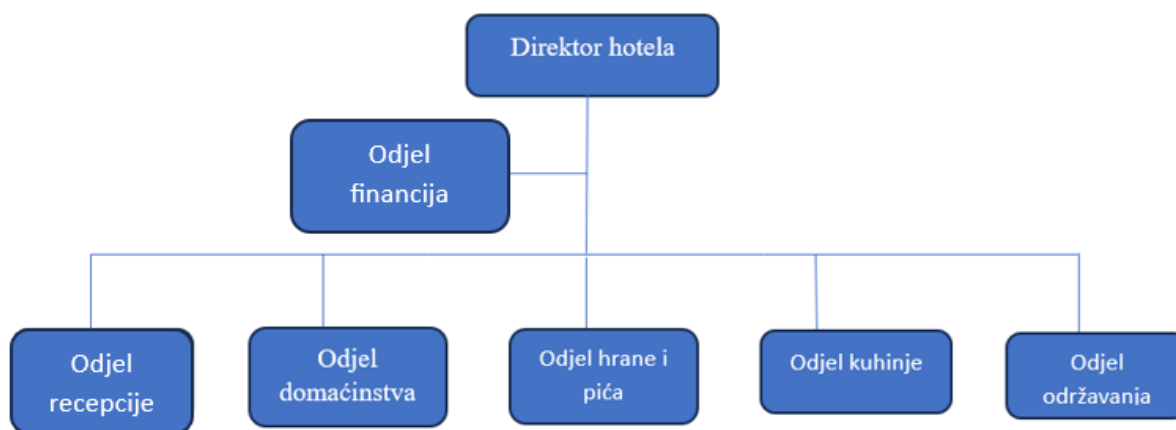 Direktor hotela
Odjel
financija
Odjel
recepcije
Odjel
domaćinstva
Odjel hrane i
pića
Odjel kuhinje
Odjel
održavanja